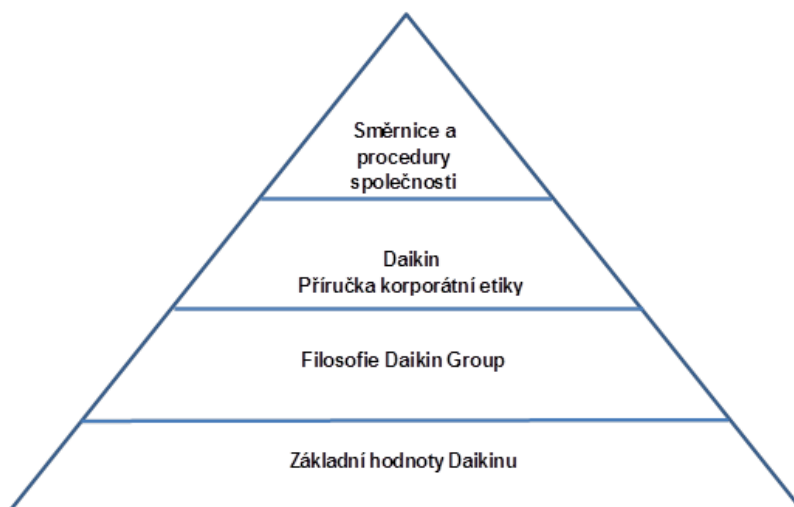 Směrnice a
procedury
společnosti
Daikin
Příručka korporátní etiky
Filosofie Daikin Group
Základní hodnoty Daikinu